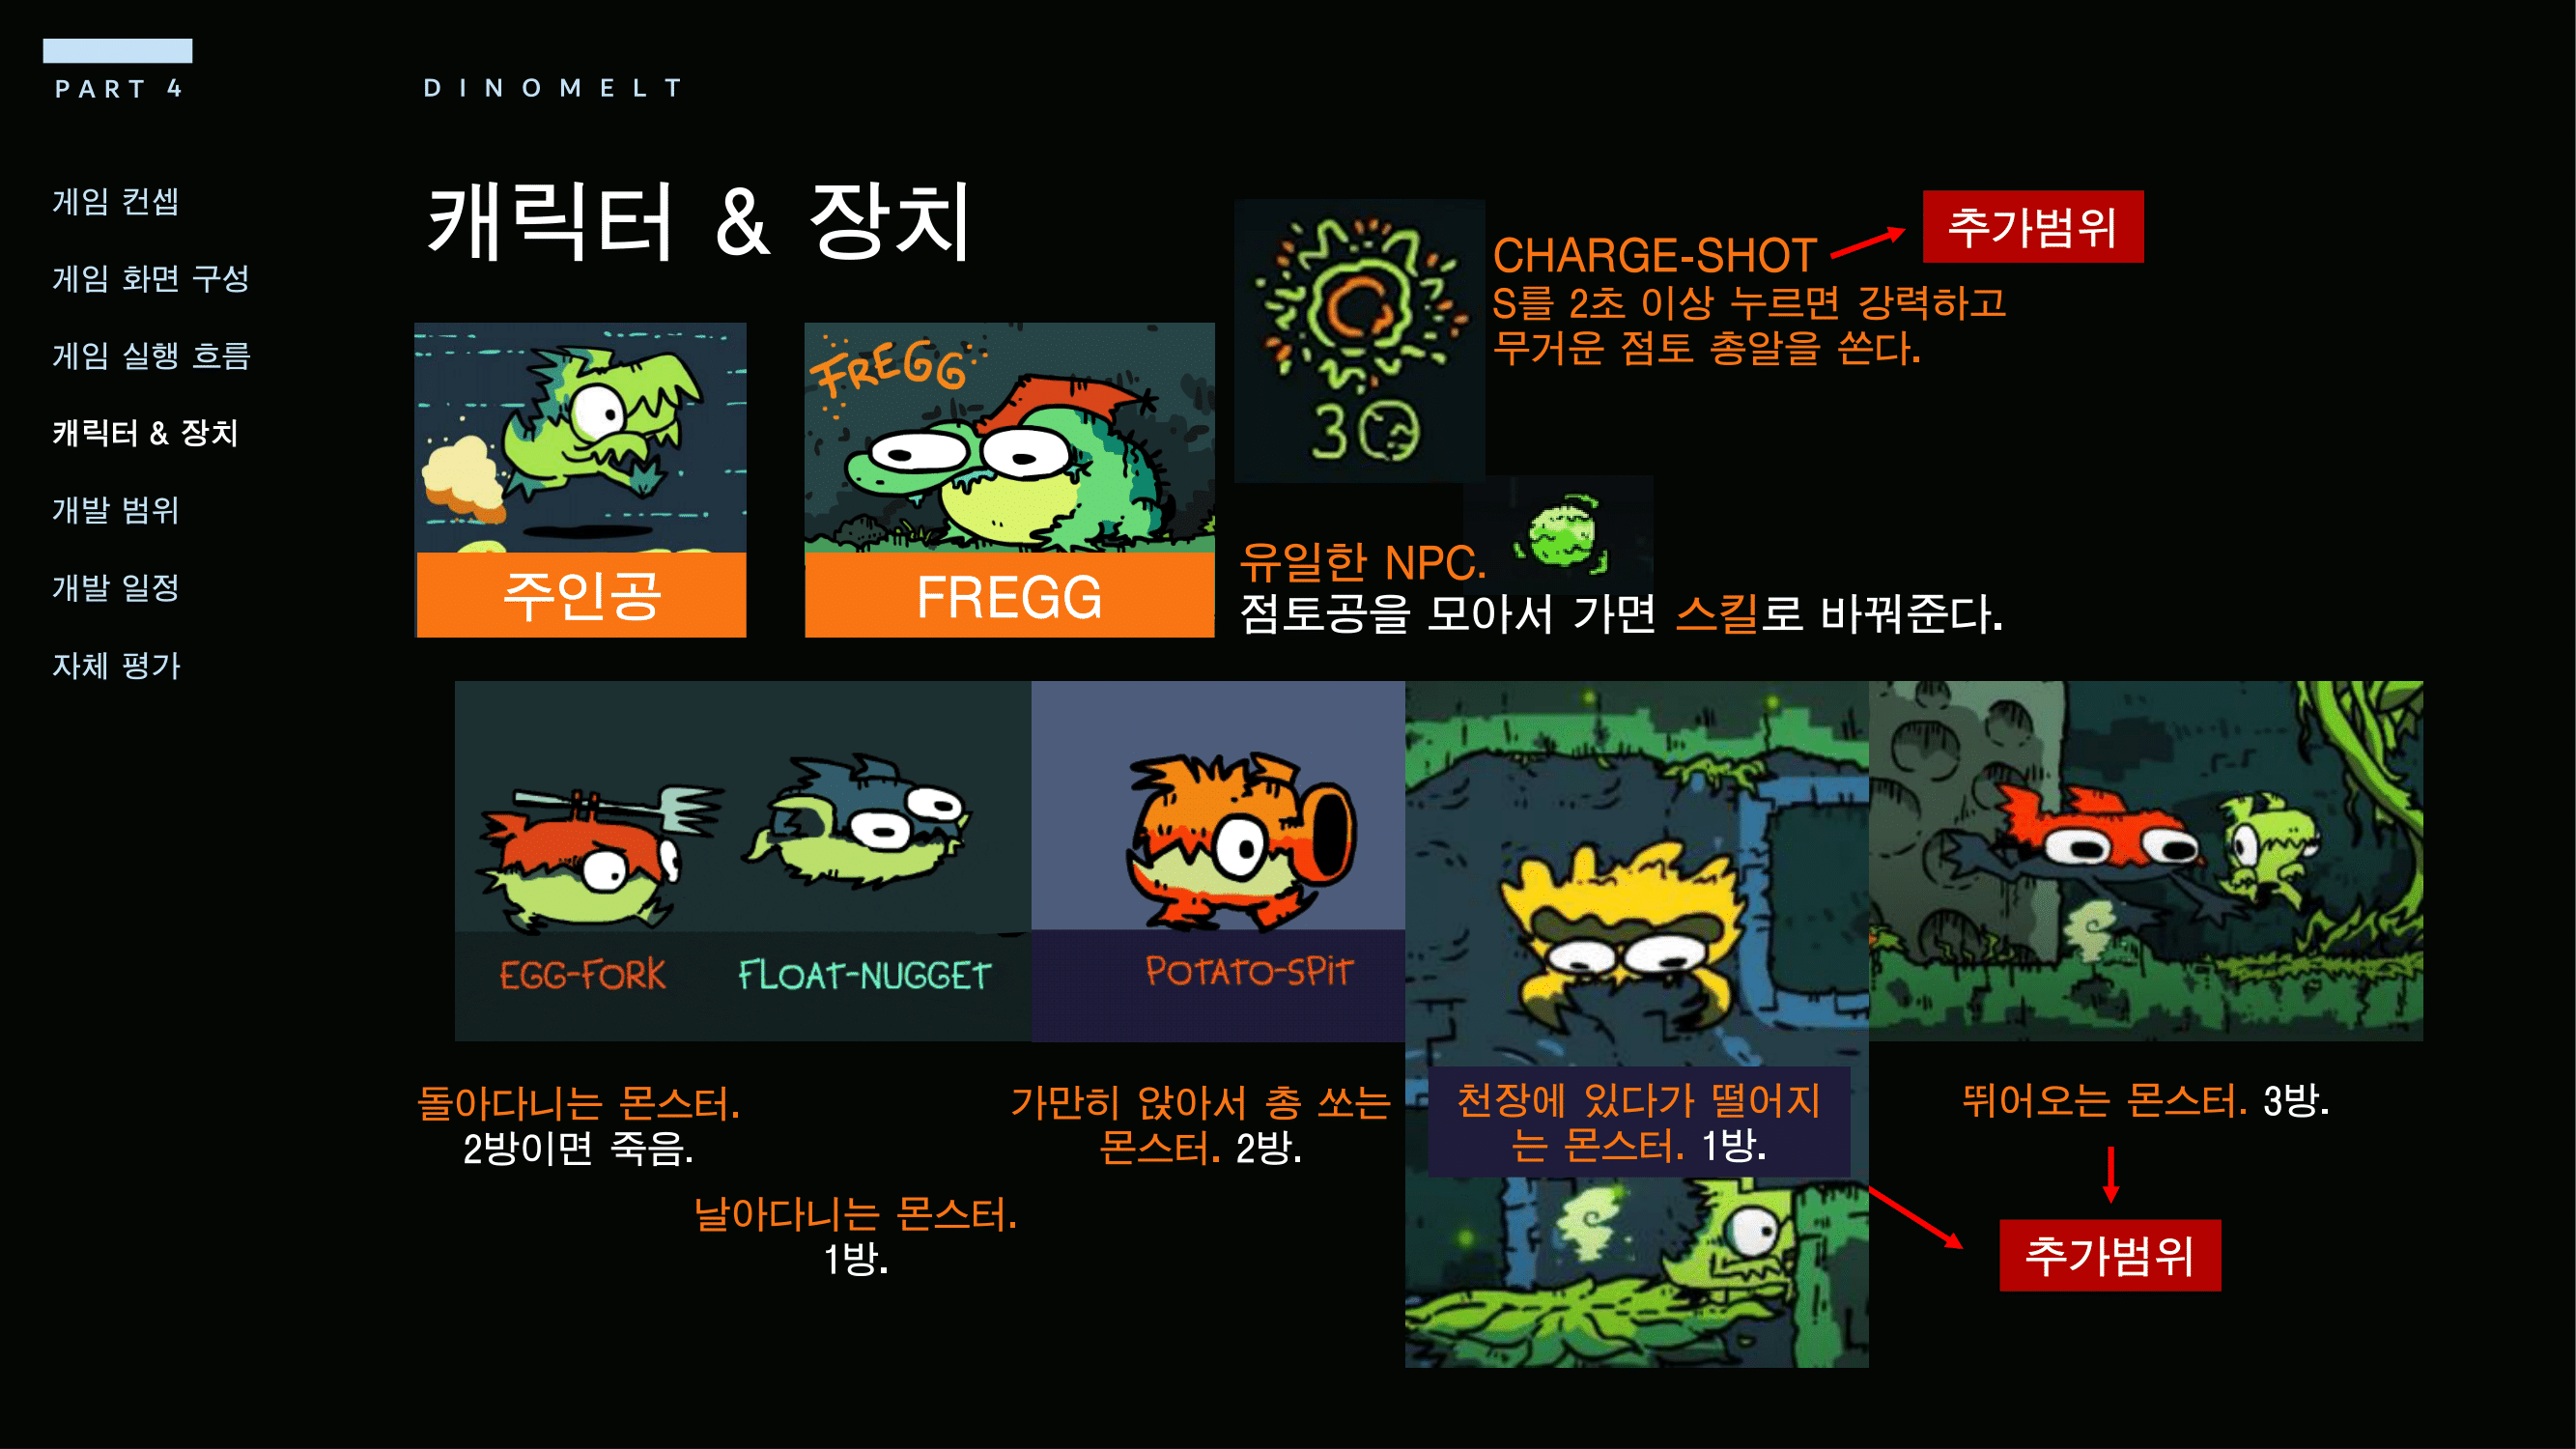 PART 4
DINOMELT
게임 컨셉
게임 화면 구성
게임 실행 흐름
캐릭터 & 장치
개발 범위
개발 일정
자체 평가
캐릭터 & 장치
추가범위
CHARGE-SHOT
S를 2초 이상 누르면 강력하고
무거운 점토 총알을 쏜다.
30
FREGG
주인공
FREGG
유일한 NPC.
점토공을 모아서 가면 스킬로 바꿔준다.
EGG-FORK
FLOAT-NUGGET
POTATO-SPIT
돌아다니는 몬스터.
2방이면 죽음.
날아다니는 몬스터.
1방.
가만히 앉아서 총 쏘는
몬스터. 2방.
천장에 있다가 떨어지
는 몬스터. 1방.
뛰어오는 몬스터. 3방.
추가범위